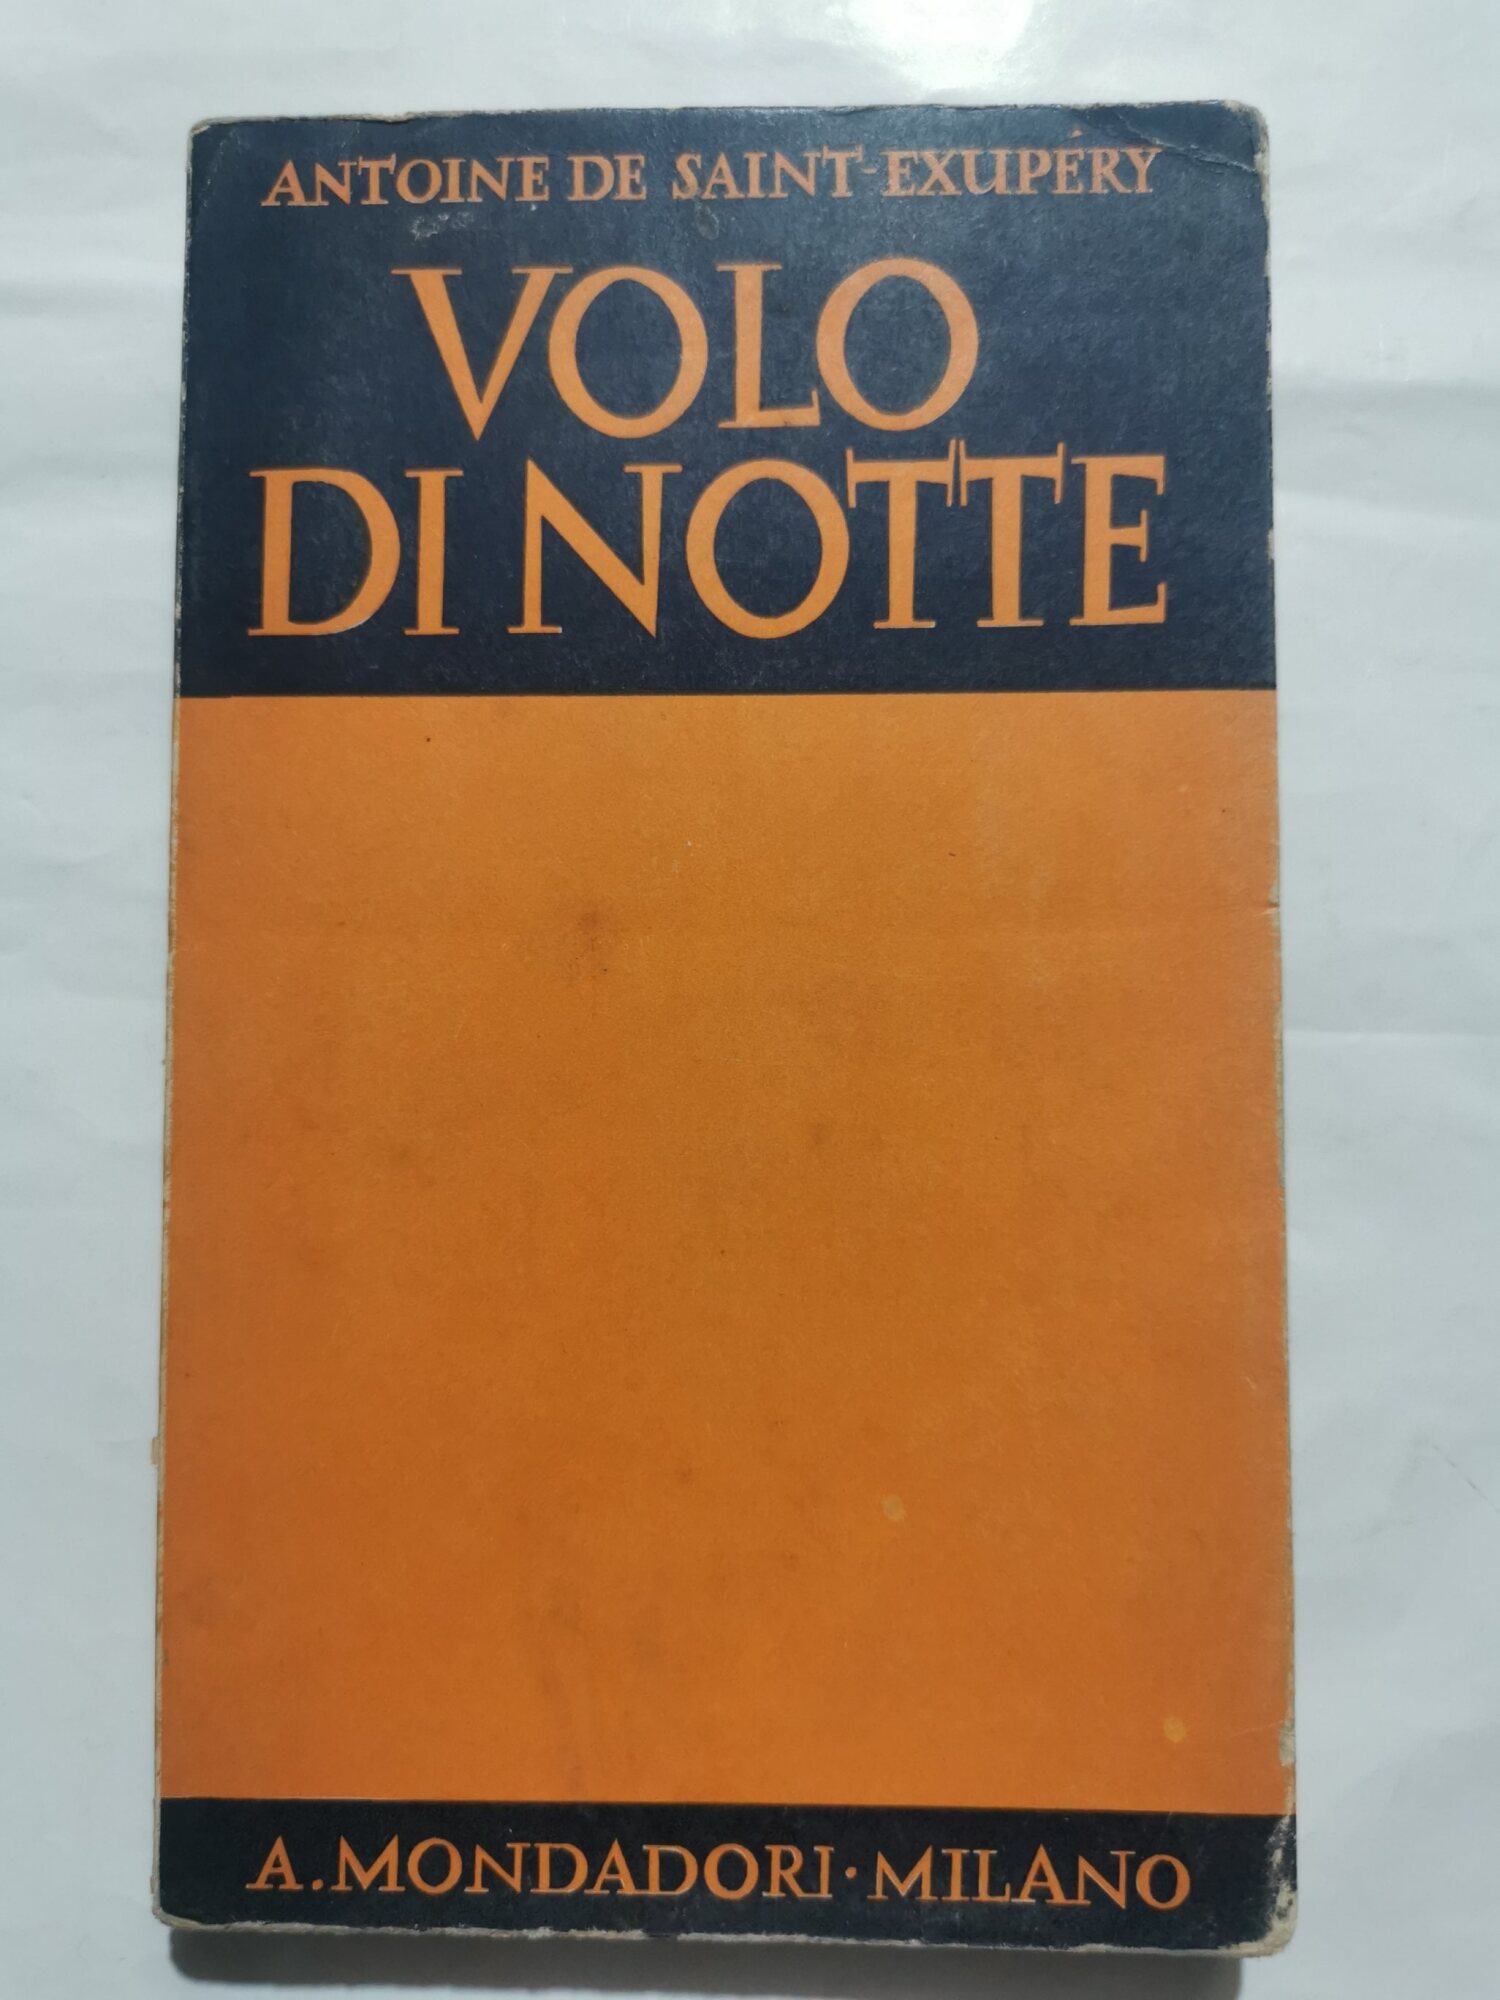 ANTOINE DE SAINT-EXUPÉRY
VOLO
DI NOTTE
A. MONDADORI · MILANO